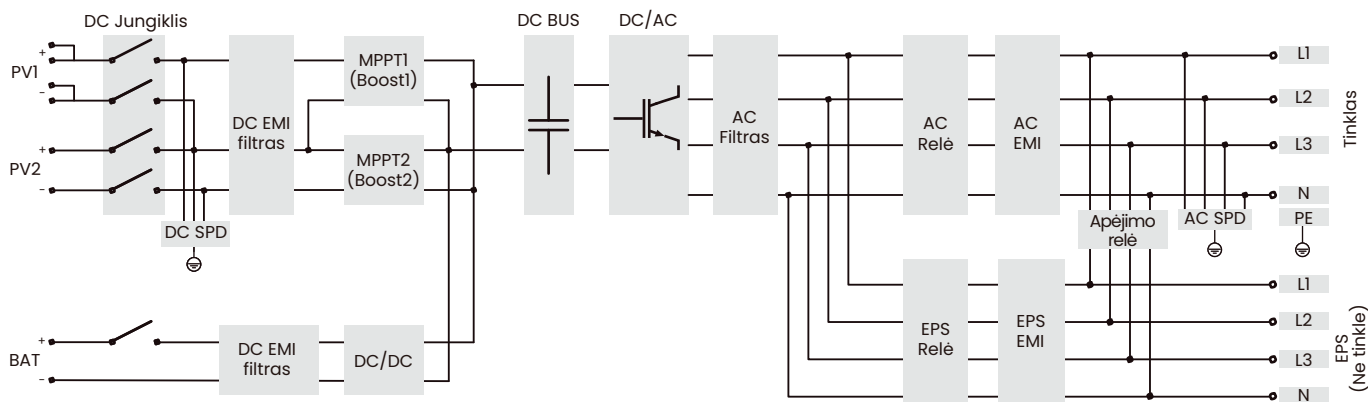 DC Jungiklis
DC BUS
DC/AC
+
PV1
-
+
PV2
-
DC EMI
filtras
MPPT1
(Boost1)
MPPT2
(Boost2)
DC SPD
AC
Filtras
AC
Relė
AC
EMI
L1
L2
L3
N
PE
Tinklas
Apėjimo
relė
AC SPD
+
BAT
-
DC EMI
filtras
DC/DC
EPS
Relė
EPS
EMI
L1
L2
L3
N
EPS
(Ne tinkle)